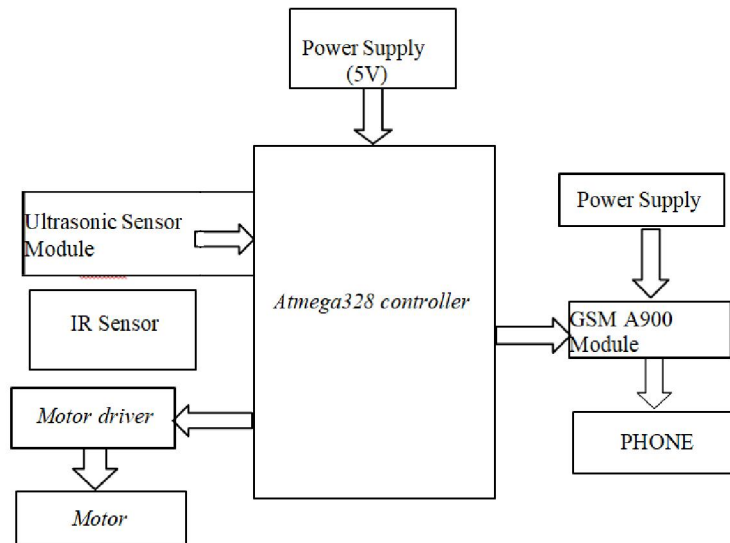 Power Supply
(5V)
Ultrasonic Sensor
Module
IR Sensor
Motor driver
Motor
Atmega328 controller
Power Supply
GSM A900
Module
PHONE